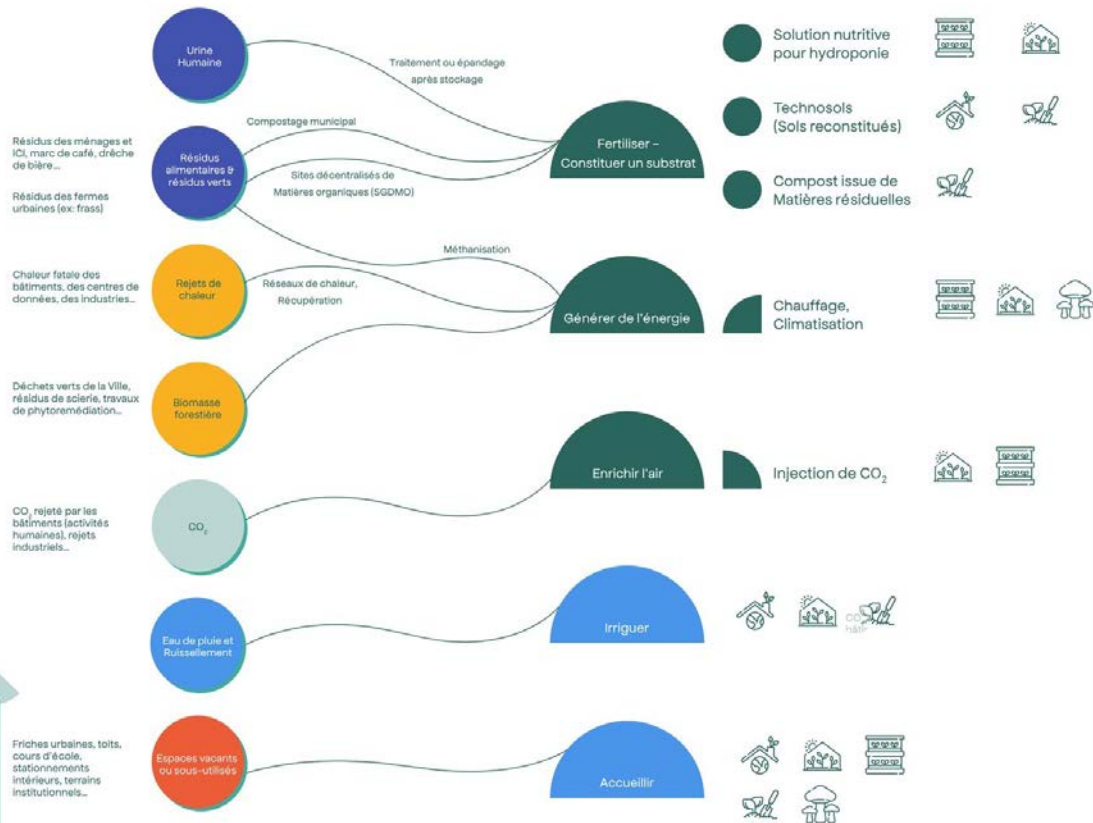 Urine
Humaine
Traitement ou épandage
après stockage
Résidus des ménages et
ICI, marc de café, drêche
de bière...
Résidus des fermes
urbaines (ex: frass)
Résidus
alimentaires &
résidus verts
Compostage municipal
Sites décentralisés de
Matières organiques (SGDMO)
Fertiliser –
Constituer un substrat
Solution nutritive
pour hydroponie
Technosols
(Sols reconstitués)
Compost issue de
Matières résiduelles
Méthanisation
Chaleur fatale des
bâtiments, des centres de
données, des industries...
Rejets de
chaleur
Réseaux de chaleur,
Récupération
Générer de l'énergie
Chauffage,
Climatisation
Déchets verts de la Ville,
résidus de scierie, travaux
de phytoremédiation...
Biomasse
forestière
Enrichir l'air
Injection de CO₂
CO₂ rejeté par les
bâtiments (activités
humaines), rejets
industriels...
CO₂
Eau de pluie et
Ruissellement
Irriguer
CO
bâti
Friches urbaines, toits,
cours d'école,
stationnements
intérieurs, terrains
institutionnels...
Espaces vacants
ou sous-utilisés
Accueillir